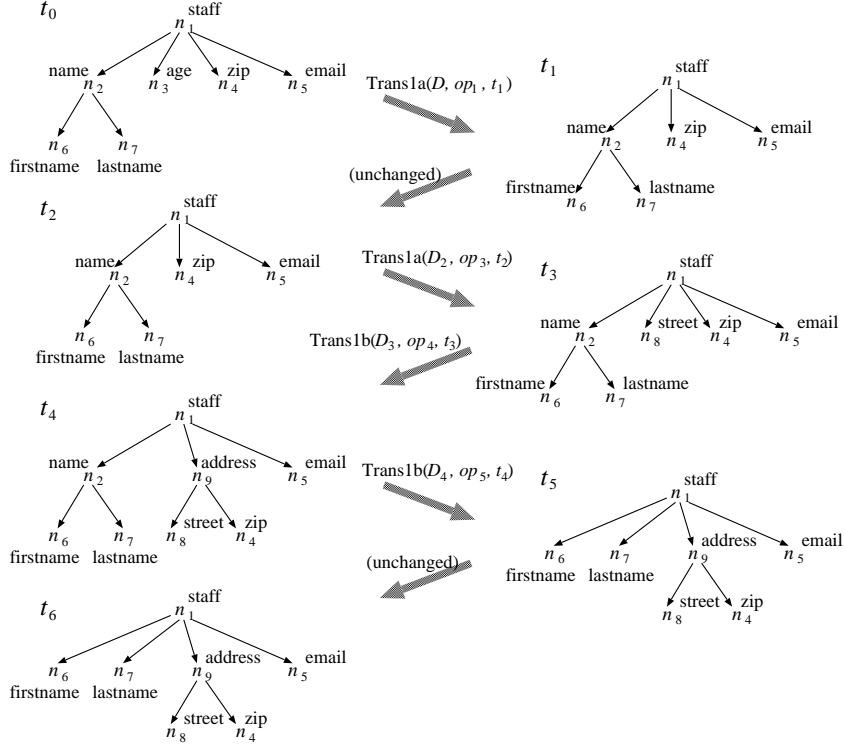 t0
staff
n1
name age zip email
n2 n3 n4 n5
n6 n7
firstname lastname
Trans1a(D, op1, t1)
t1
staff
n1
name zip email
n2 n4 n5
firstname lastname
n6 n7
(unchanged)
t2
staff
n1
name zip email
n2 n4 n5
n6 n7
firstname lastname
Trans1a(D2, op3, t2)
t3
staff
n1
name street zip email
n2 n8 n4 n5
firstname lastname
n6 n7
Trans1b(D3, op4, t3)
t4
staff
n1
name address email
n2 n9 n5
street zip
n6 n7 n8 n4
firstname lastname
Trans1b(D4, op5, t4)
t5
staff
n1
address email
n6 n7 n9 n5
firstname lastname
street zip
n8 n4
(unchanged)
t6
staff
n1
address email
n6 n7 n9 n5
firstname lastname
street zip
n8 n4